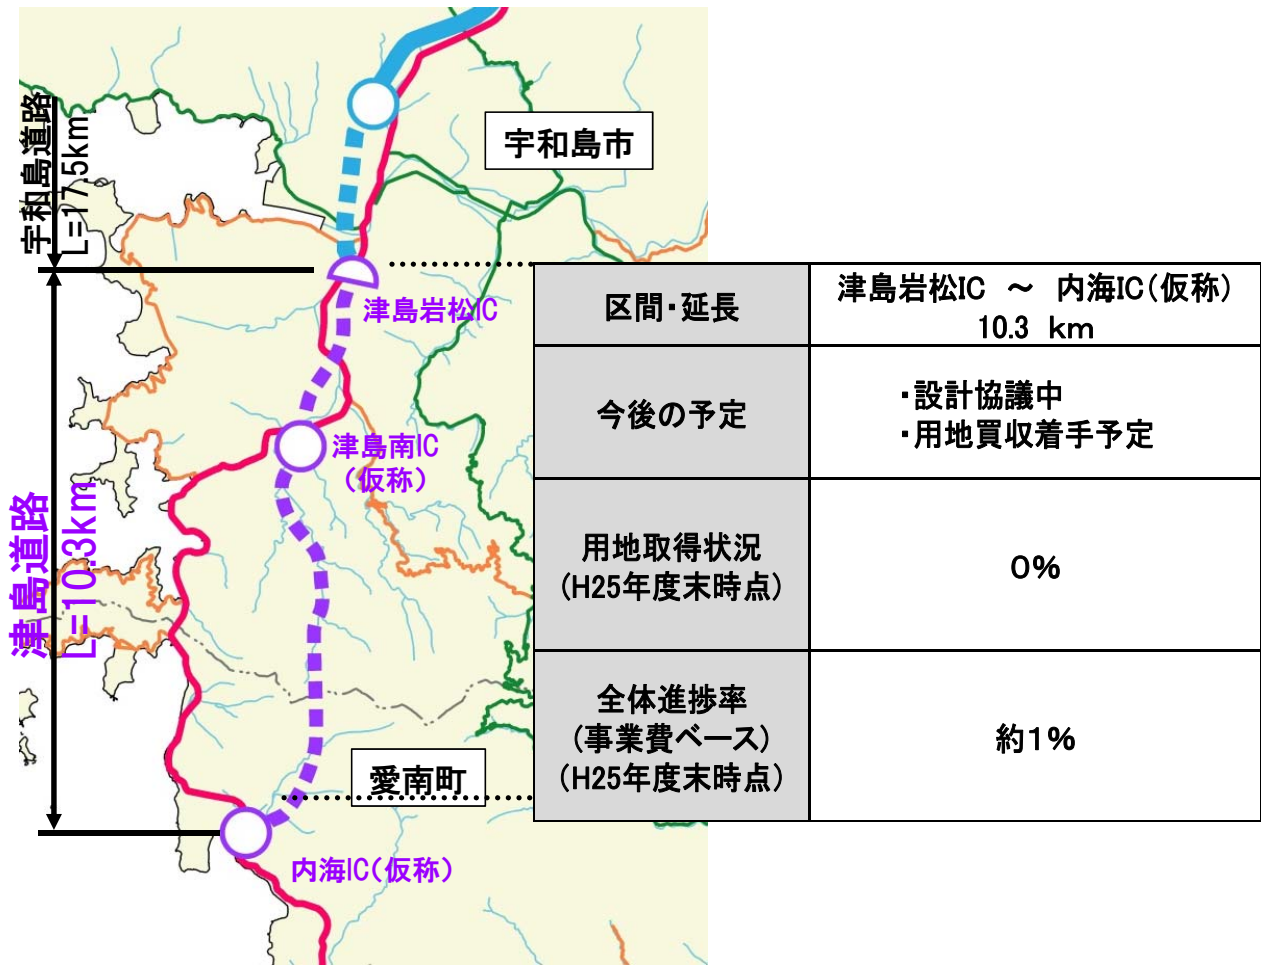 宇和島道路
L=17.5km
宇和島市
津島岩松IC
津島南IC
（仮称）
津島道路
L=10.3km
愛南町
内海IC（仮称）
区間・延長
津島岩松IC ～ 内海IC（仮称）
10.3 km
今後の予定
・設計協議中
・用地買収着手予定
用地取得状況
(H25年度末時点)
０％
全体進捗率
(事業費ベース)
(H25年度末時点)
約１％